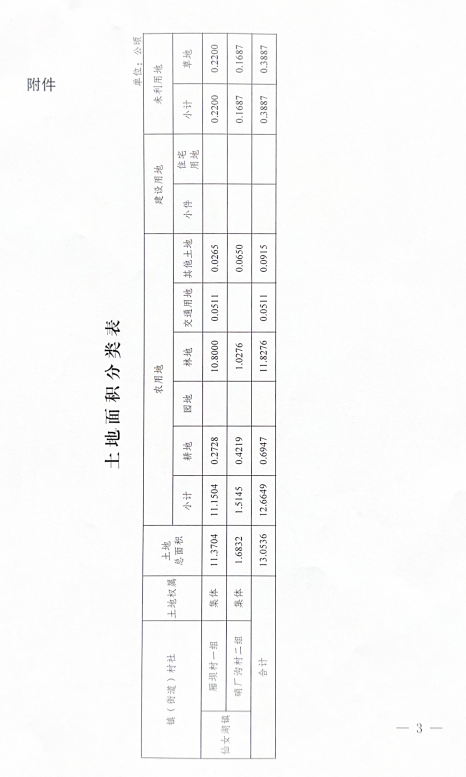 附件
土地面积分类表
单位：公顷
镇（街道）村社 土地权属 土地总面积 农用地 建设用地 未利用地
小计 耕地 园地 林地 交通用地 其他土地 小件 住宅用地 小计 草地
仙女湖镇 厢坝村一组 集体 11.3704 11.1504 0.2728 10.8000 0.0511 0.0265 0.2200 0.2200
硝厂沟村二组 集体 1.6832 1.5145 0.4219 1.0276 0.0650 0.1687 0.1687
合计 13.0536 12.6649 0.6947 11.8276 0.0511 0.0915 0.3887 0.3887
— 3 —